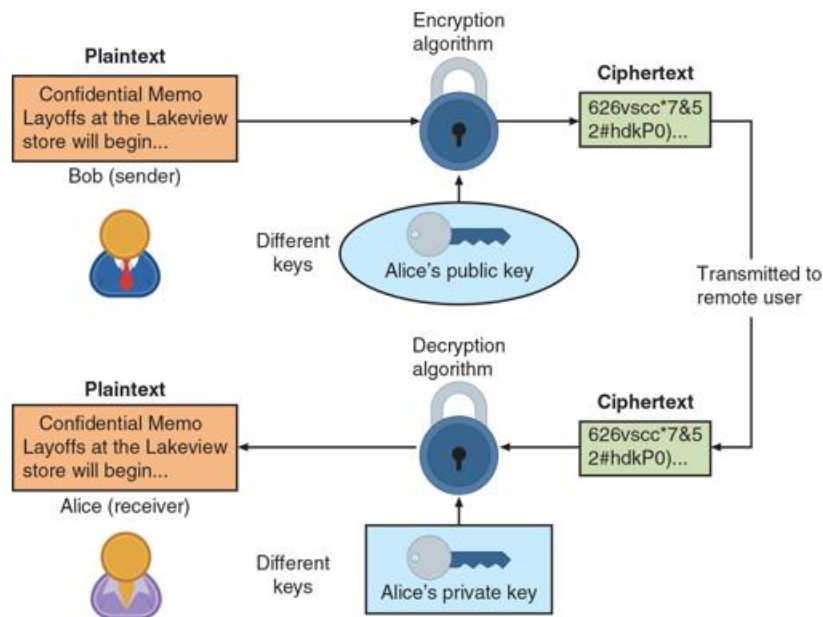 Encryption
algorithm
Plaintext
Ciphertext
Confidential Memo
Layoffs at the Lakeview
store will begin...
626vscc*7&5
2#hdkP0)...
Bob (sender)
Different
keys
Alice's public key
Transmitted to
remote user
Decryption
algorithm
Plaintext
Ciphertext
Confidential Memo
Layoffs at the Lakeview
store will begin...
626vscc*7&5
2#hdkP0)...
Alice (receiver)
Different
keys
Alice's private key